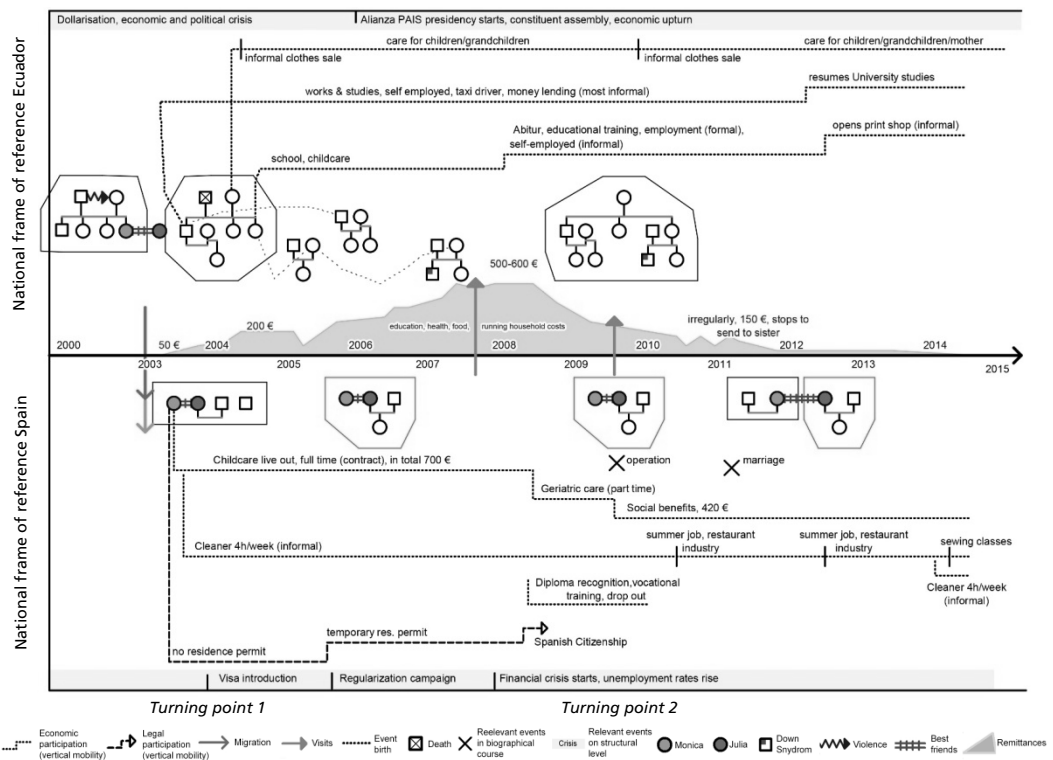 Dollarisation, economic and political crisis
Alianza PAIS presidency starts, constituent assembly, economic upturn
National frame of reference Ecuador
care for children/grandchildren
care for children/grandchildren/mother
informal clothes sale
informal clothes sale
resumes University studies
works & studies, self employed, taxi driver, money lending (most informal)
Abitur, educational training, employment (formal),
self-employed (informal)
opens print shop (informal)
school, childcare
500-600 €
200 €
50 €
education, health, food,
running household costs
irregularly, 150 €, stops to
send to sister
2000
2003
2004
2005
2006
2007
2008
2009
2010
2011
2012
2013
2014
2015
National frame of reference Spain
Childcare live out, full time (contract), in total 700 €
operation
marriage
Geriatric care (part time)
Social benefits, 420 €
Cleaner 4h/week (informal)
summer job, restaurant
industry
summer job, restaurant
industry
sewing classes
Cleaner 4h/week
(informal)
Diploma recognition,vocational
training, drop out
temporary res. permit
Spanish Citizenship
no residence permit
Visa introduction
Regularization campaign
Financial crisis starts, unemployment rates rise
Turning point 1
Turning point 2
Economic
participation
(vertical mobility)
Legal
participation
(vertical mobility)
Migration
Visits
Event
birth
Death
Reelevant events
in biographical
course
Crisis
Relevant events
on structural
level
Monica
Julia
Down
Snydrom
Violence
Best
friends
Remittances